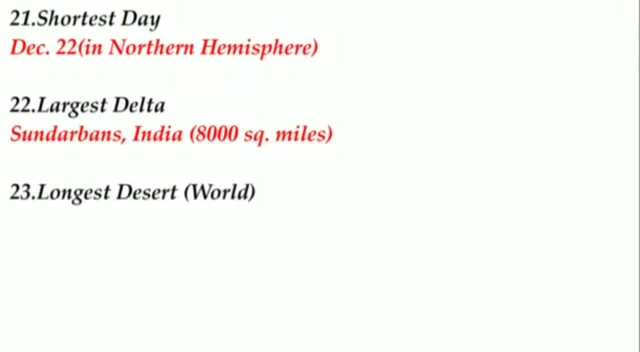 21.Shortest Day
Dec. 22(in Northern Hemisphere)
22.Largest Delta
Sundarbans, India (8000 sq. miles)
23.Longest Desert (World)